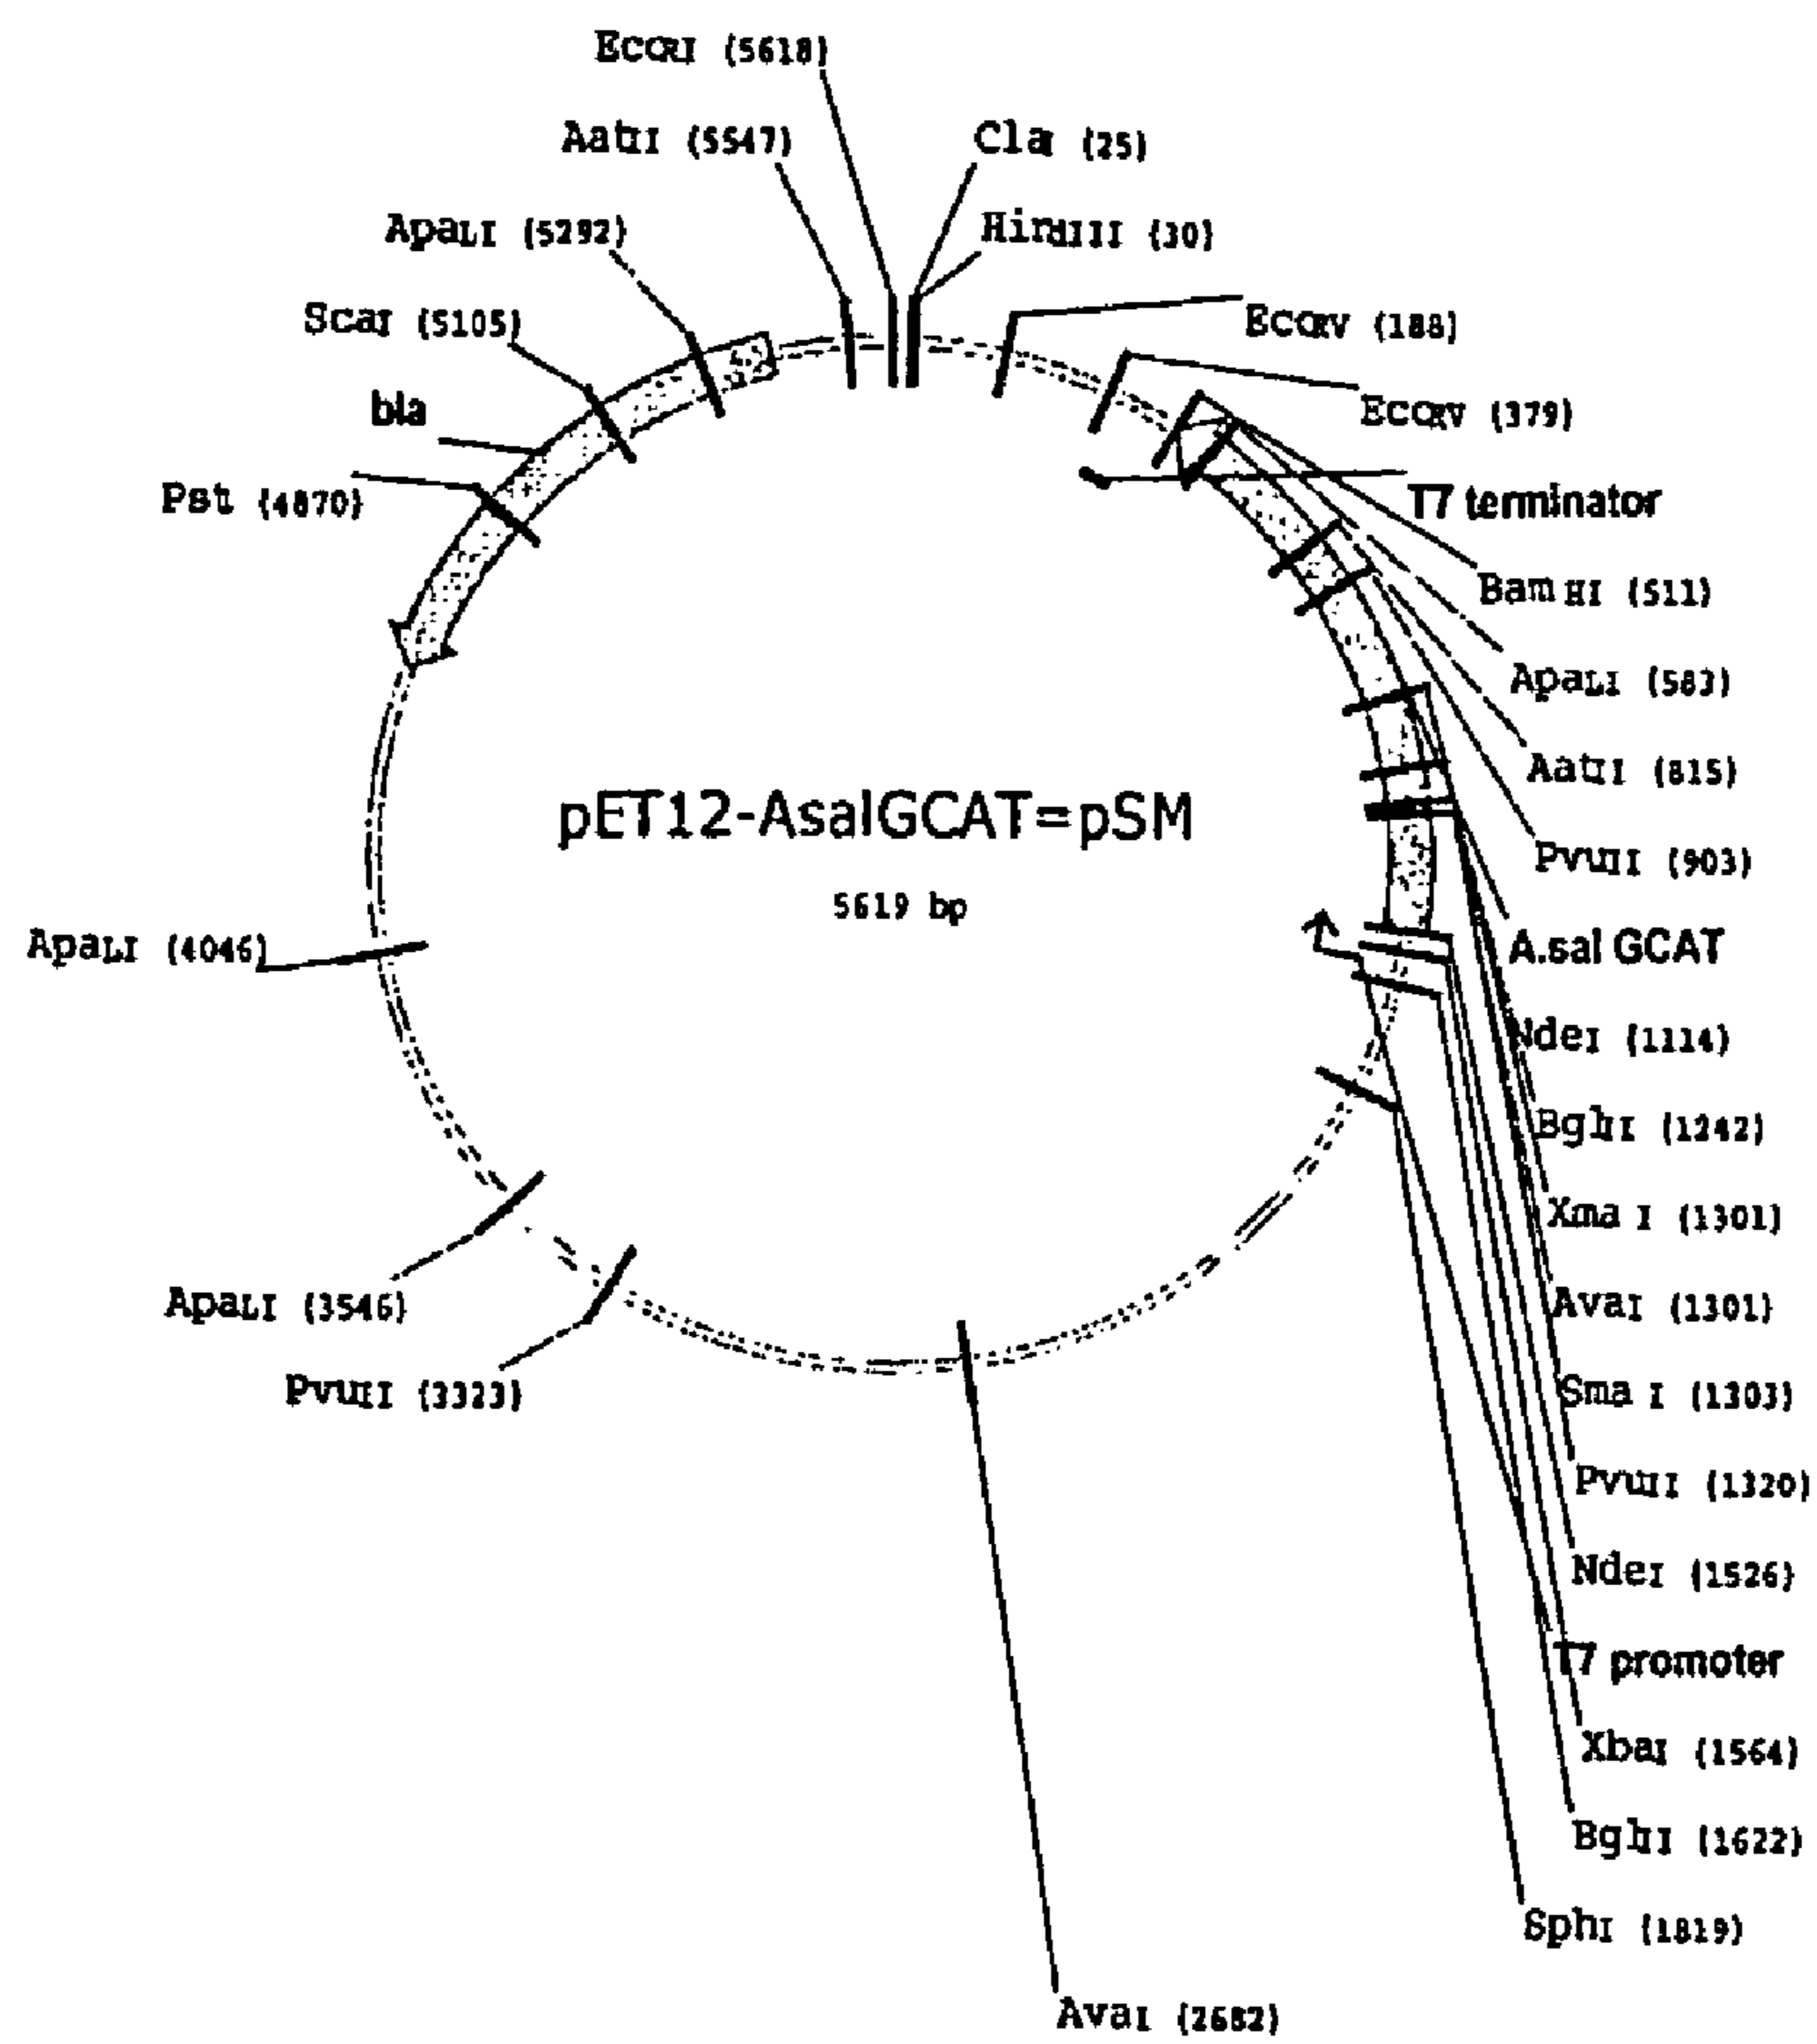 EcoRI (5618)
AatII (5547)
ClaI (25)
ApaLI (5292)
HindIII (30)
ScaI (5105)
EcoRV (188)
bla
EcoRV (379)
PstI (4870)
T7 terminator
BamHI (511)
ApaLI (583)
AatII (815)
pET12-AsalGCAT=pSM
PvuII (903)
5619 bp
A.sal GCAT
ApaLI (4046)
NdeI (1114)
BglII (1242)
XmaI (1301)
ApaLI (3546)
AvaI (1301)
PvuII (3323)
SmaI (1303)
PvuII (1320)
NdeI (1526)
T7 promoter
XbaI (1564)
BglII (1622)
SphI (1819)
AvaI (2682)